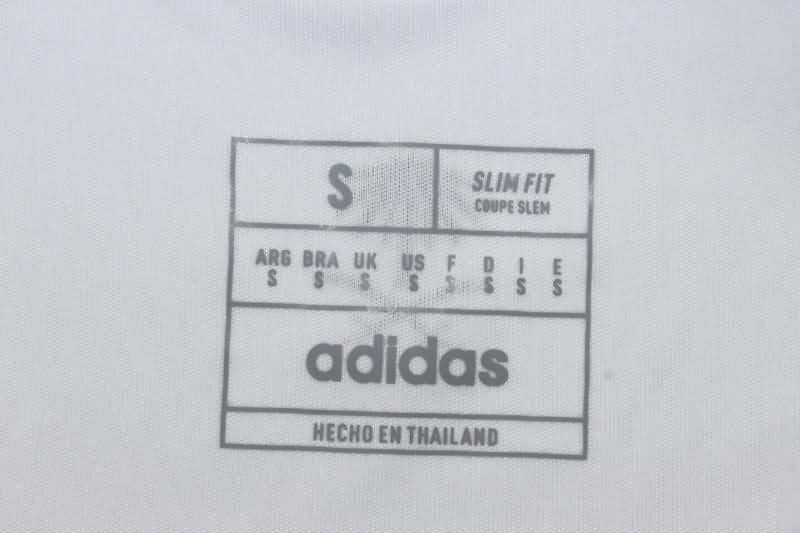 S
SLIM FIT
COUPE SLEM
ARG BRA UK US F D I E
S S S S S S S S
adidas
HECHO EN THAILAND